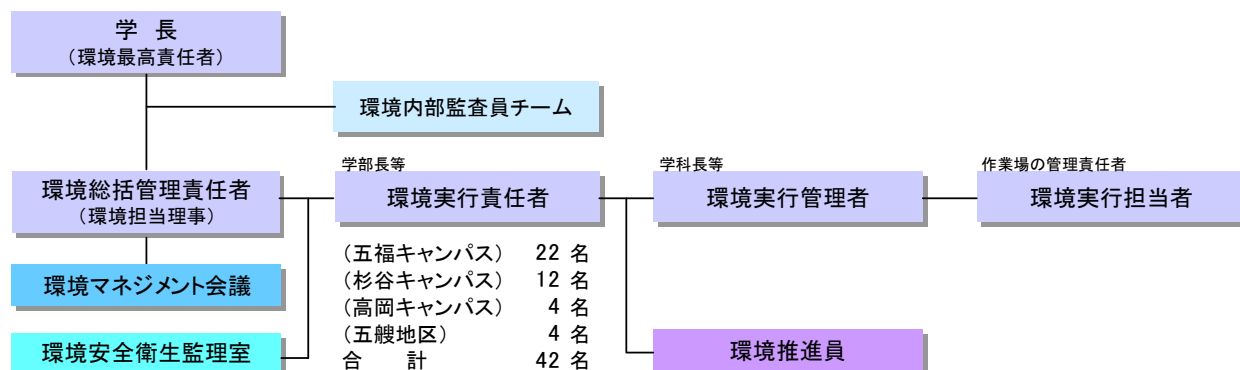 学 長
（環境最高責任者）
環境内部監査員チーム
学部長等
学科長等
作業場の管理責任者
環境総括管理責任者
（環境担当理事）
環境実行責任者
環境実行管理者
環境実行担当者
（五福キャンパス） 22 名
（杉谷キャンパス） 12 名
（高岡キャンパス） 4 名
（五艘地区） 4 名
合 計 42 名
環境マネジメント会議
環境安全衛生監理室
環境推進員